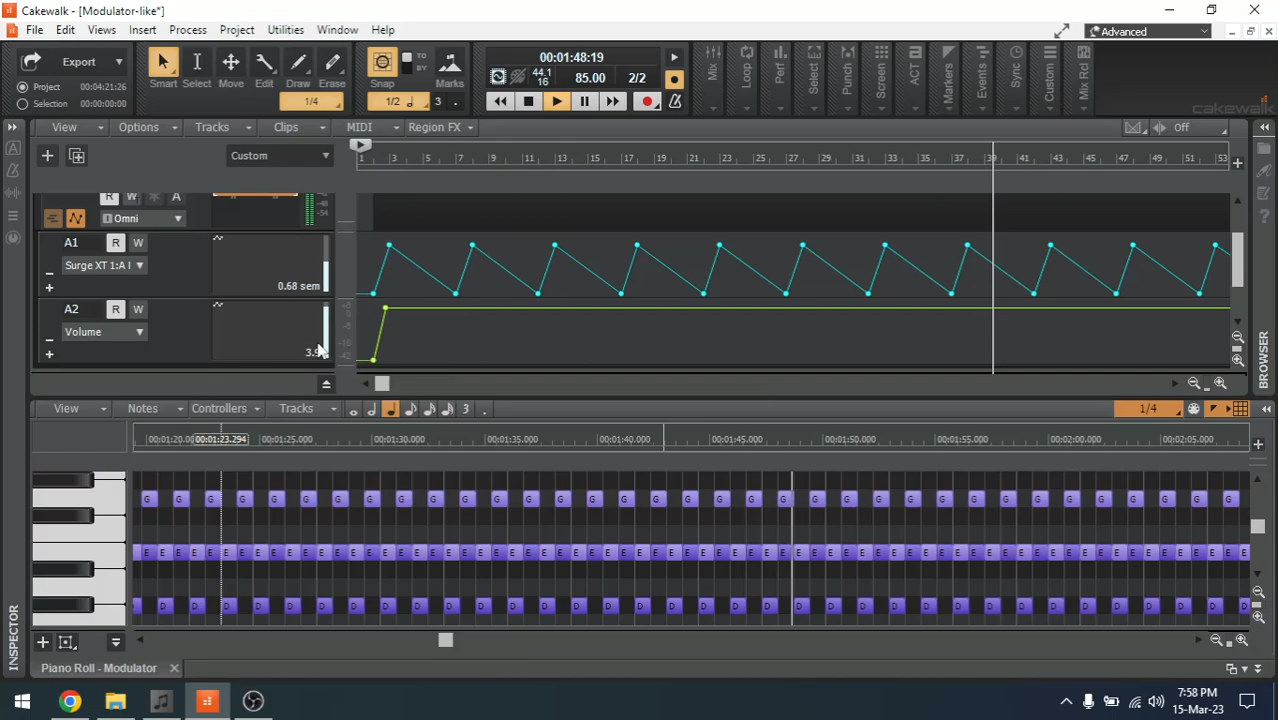 Cakewalk - [Modulator-like*]
File Edit Views Insert Process Project Utilities Window Help
Advanced
Export
Project 00:04:21:26
Selection 00:00:00:00
Smart Select Move Edit Draw Erase
1/4
Snap TO BY Marks
1/2 3 .
00:01:48:19
44.1 16 85.00 2/2
Mix Loop Perf Select Punch Screen ACT Markers Events Sync Custom Mix Rd
cakewalk
View Options Tracks Clips MIDI Region FX Off
Custom
1 3 5 7 9 11 13 15 17 19 21 23 25 27 29 31 33 35 37 39 41 43 45 47 49 51 53
R W A
-48
-54
Omni
A1 R W
Surge XT 1:A
0.68 sem
A2 R W
Volume
BROWSER
View Notes Controllers Tracks 3 . 1/4
00:01:23.294 00:01:25.000 00:01:30.000 00:01:35.000 00:01:40.000 00:01:45.000 00:01:50.000 00:01:55.000 00:02:00.000 00:02:05.000
G G G G G G G G G G G G G G G G G G G G G G G G G G G G G G G G G G G
E E E E E E E E E E E E E E E E E E E E E E E E E E E E E E E E E E E E E E E E E E E E E E E E E E E E E E E E E E E E E E E E E E E E E E
D D D D D D D D D D D D D D D D D D D D D D D D D D D D D D D D D D D
INSPECTOR
Piano Roll - Modulator
7:58 PM
15-Mar-23